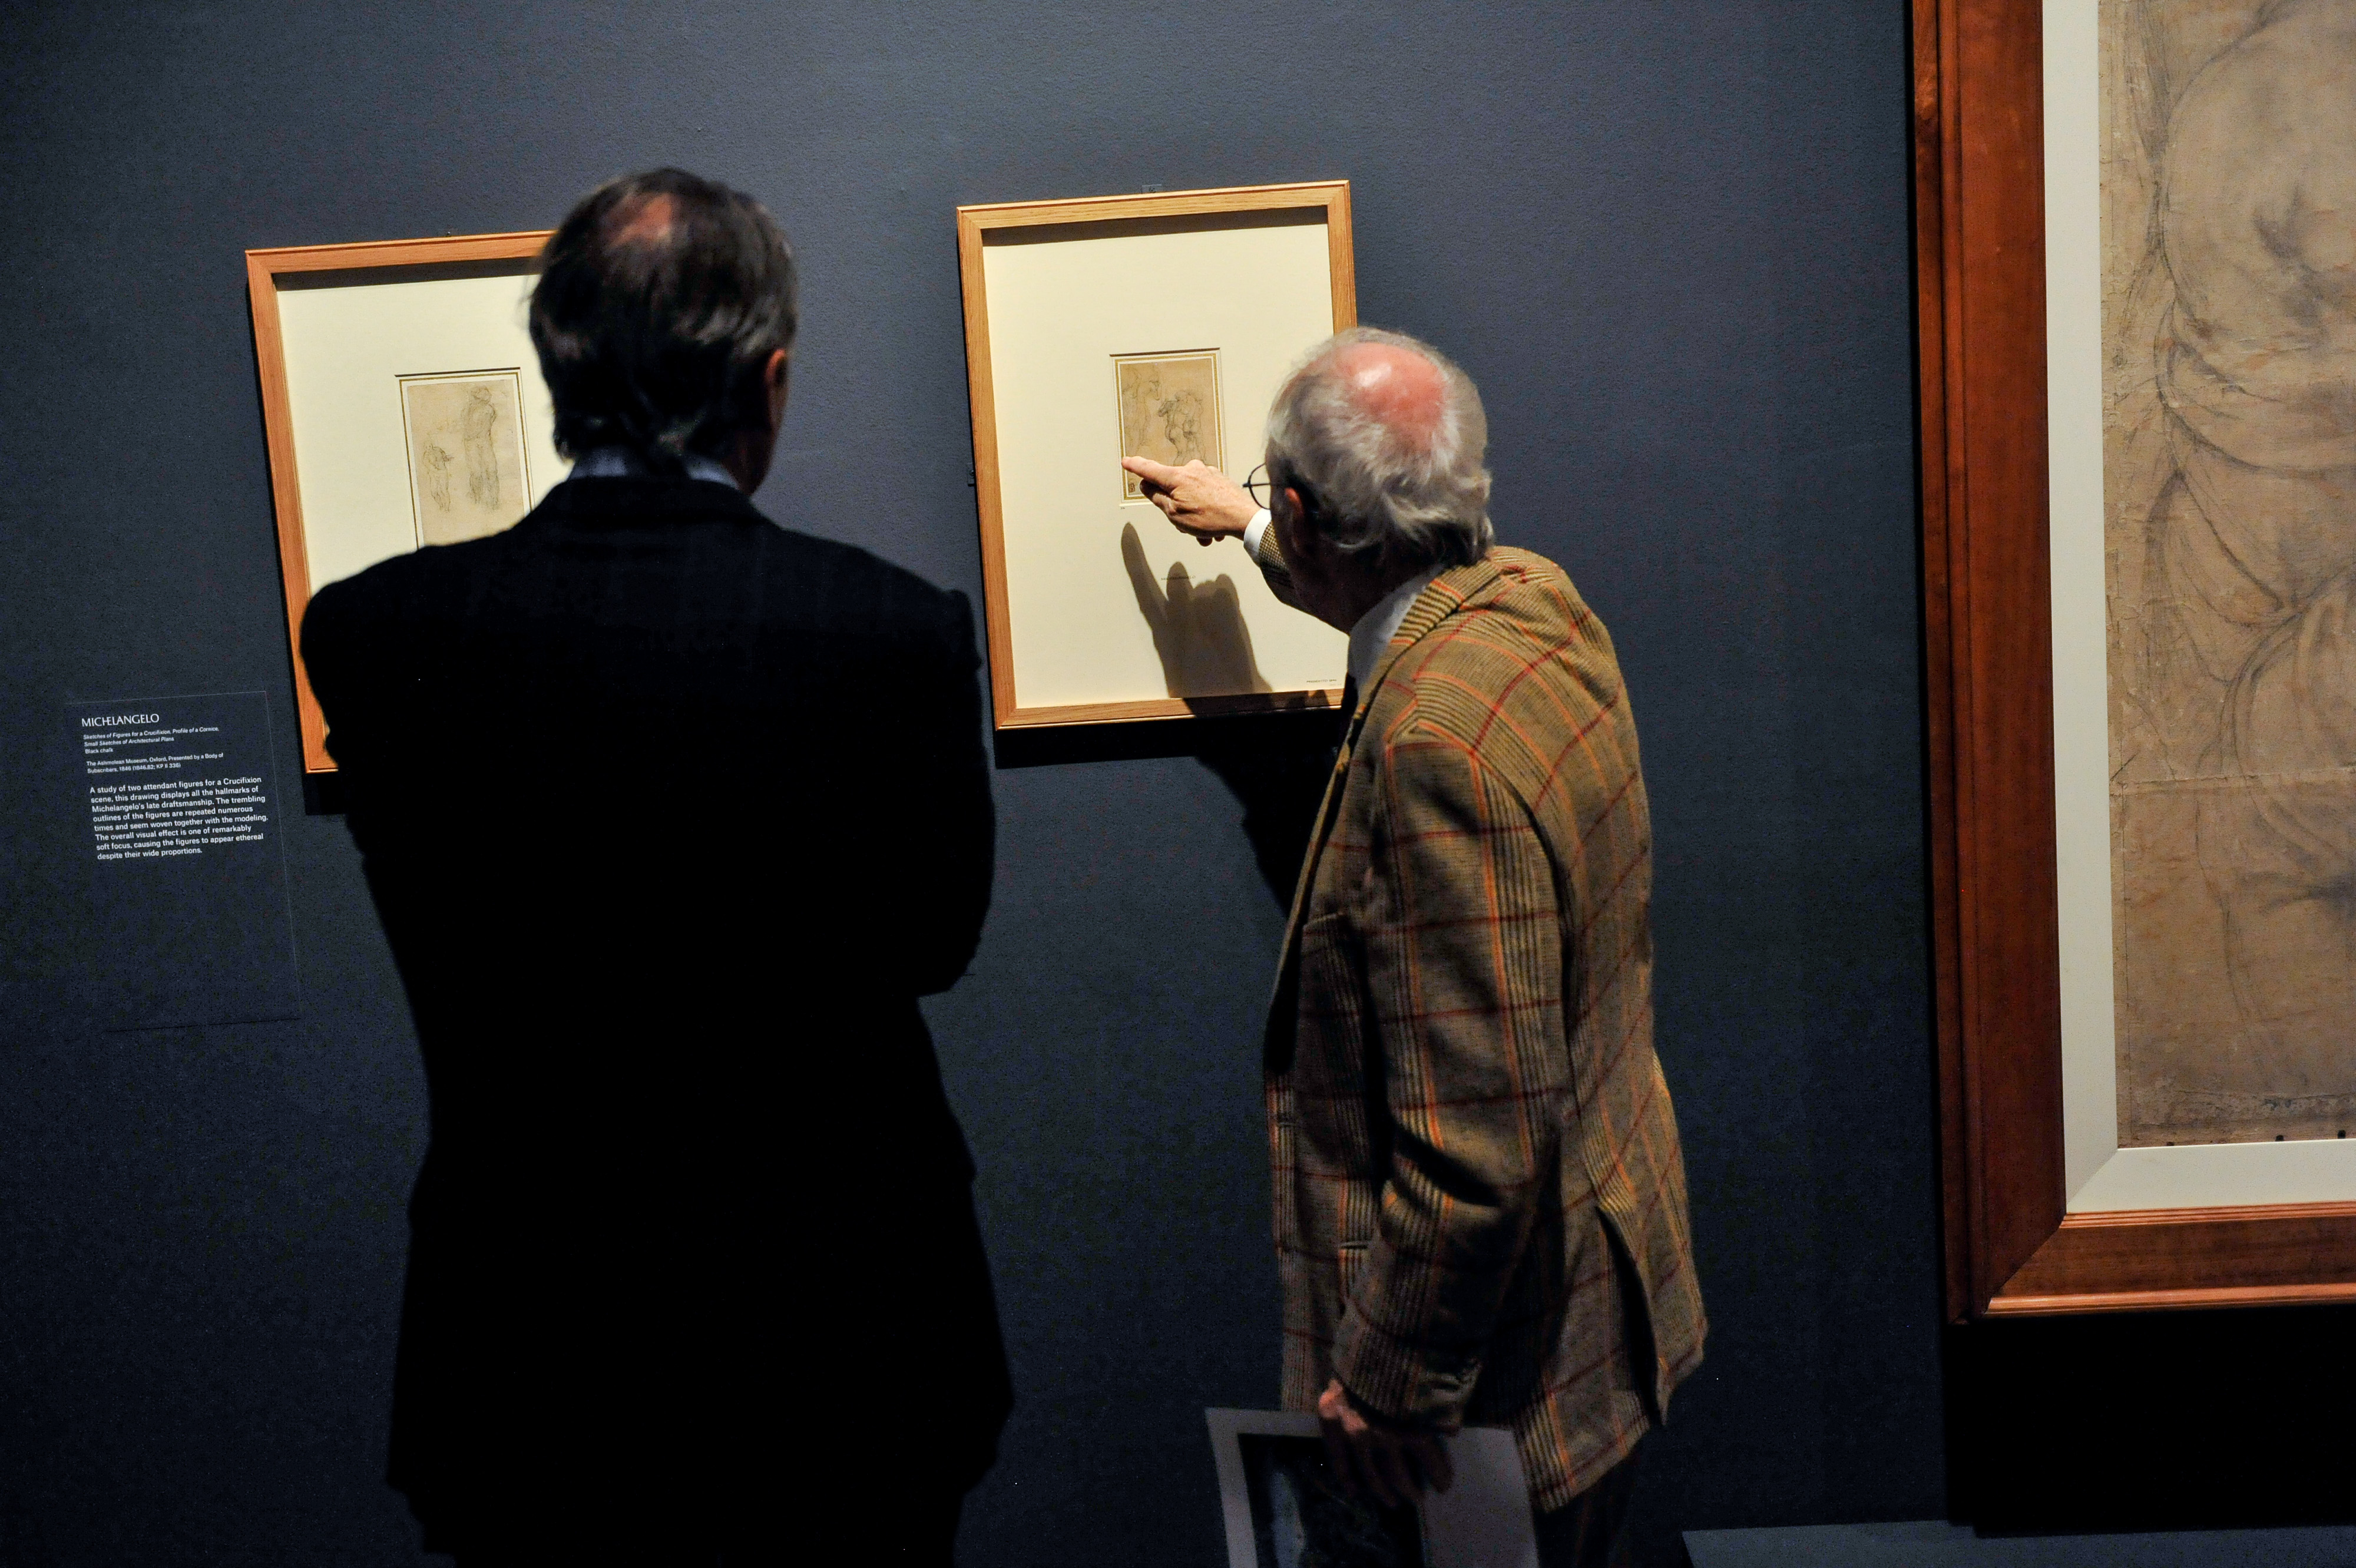 MICHELANGELO
Sketches of Figures for a Crucifixion, Profile of a Cornice,
Small Sketches of Architectural Plans
Black chalk
The Ashmolean Museum, Oxford, Presented by a Body of
Subscribers, 1846 (1846.82; KP II 336)
A study of two attendant figures for a Crucifixion
scene, this drawing displays all the hallmarks of
Michelangelo's late draftsmanship. The trembling
outlines of the figures are repeated numerous
times and seem woven together with the modeling.
The overall visual effect is one of remarkably
soft focus, causing the figures to appear ethereal
despite their wide proportions.